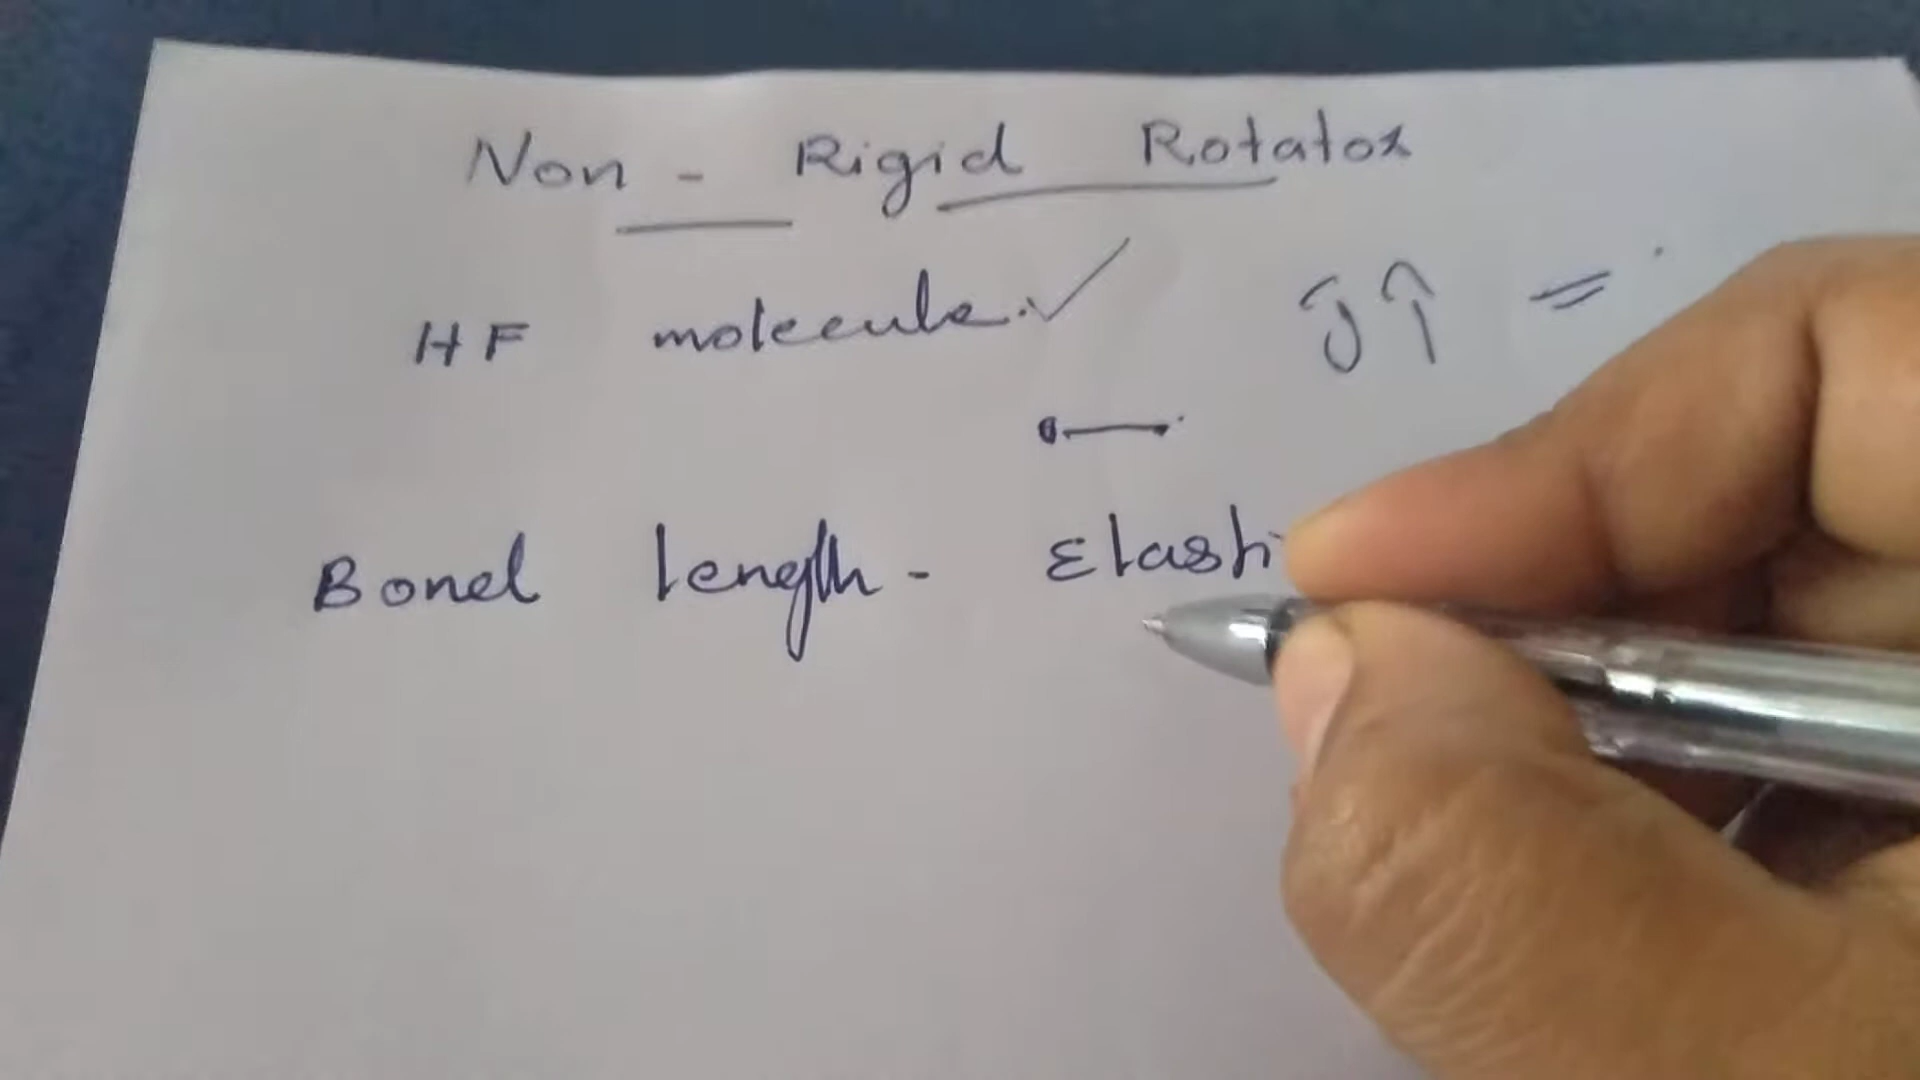 Non - Rigid Rotator
HF molecule. J↑ =
Bond length - Elasti